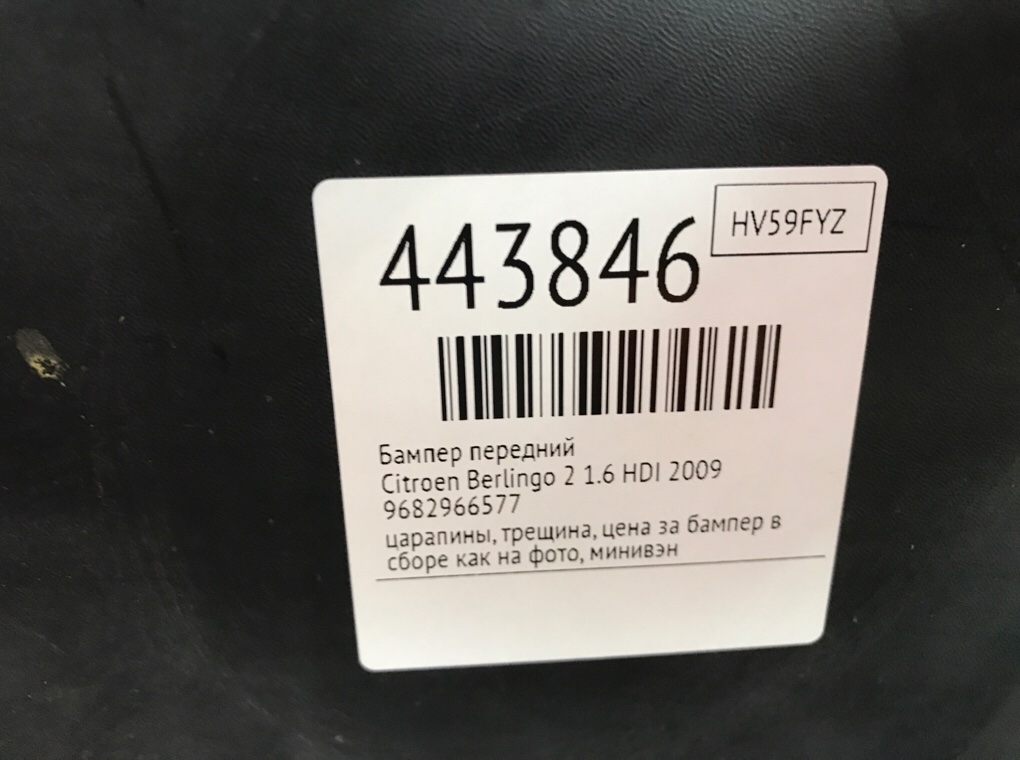 HV59FYZ
443846
Бампер передний
Citroen Berlingo 2 1.6 HDI 2009
9682966577
царапины, трещина, цена за бампер в
сборе как на фото, минивэн